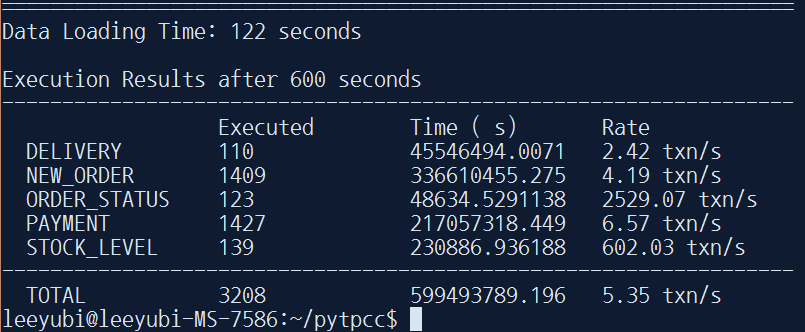 Data Loading Time: 122 seconds
Execution Results after 600 seconds
Executed Time ( s) Rate
DELIVERY 110 45546494.0071 2.42 txn/s
NEW_ORDER 1409 336610455.275 4.19 txn/s
ORDER_STATUS 123 48634.5291138 2529.07 txn/s
PAYMENT 1427 217057318.449 6.57 txn/s
STOCK_LEVEL 139 230886.936188 602.03 txn/s
TOTAL 3208 599493789.196 5.35 txn/s
leeyubi@leeyubi-MS-7586:~/pytpcc$